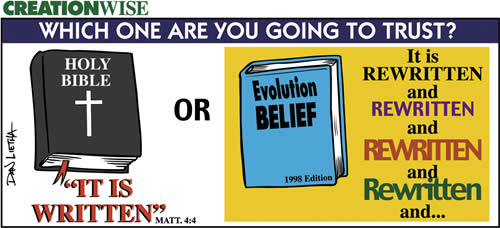 CREATIONWISE
WHICH ONE ARE YOU GOING TO TRUST?
HOLY
BIBLE
"IT IS
WRITTEN"
MATT. 4:4
DAN LIETHA
OR
Evolution
BELIEF
1998 Edition
It is
REWRITTEN
and
REWRITTEN
and
REWRITTEN
and
Rewritten
and...